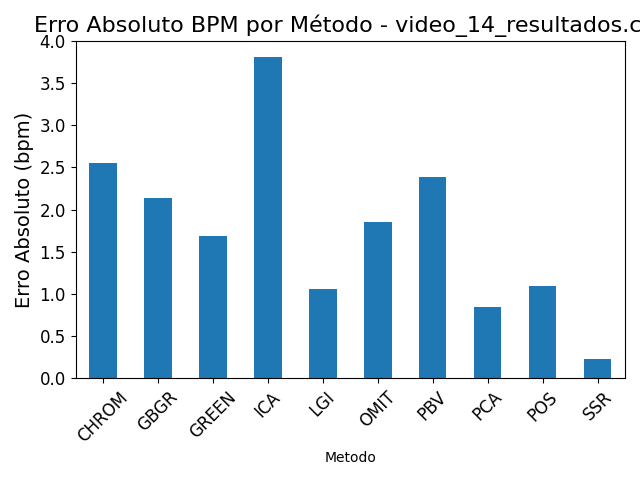 Erro Absoluto BPM por Método - video_14_resultados.c
Erro Absoluto (bpm)
4.0
3.5
3.0
2.5
2.0
1.5
1.0
0.5
0.0
CHROM
GBGR
GREEN
ICA
LGI
OMIT
PBV
PCA
POS
SSR
Metodo